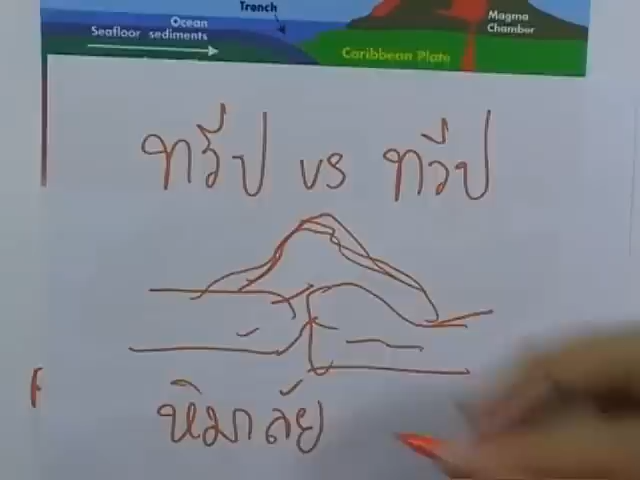 Trench
Ocean
Seafloor sediments
Magma
Chamber
Caribbean Plate
ทวีป vs ทวีป
หิมาลัย